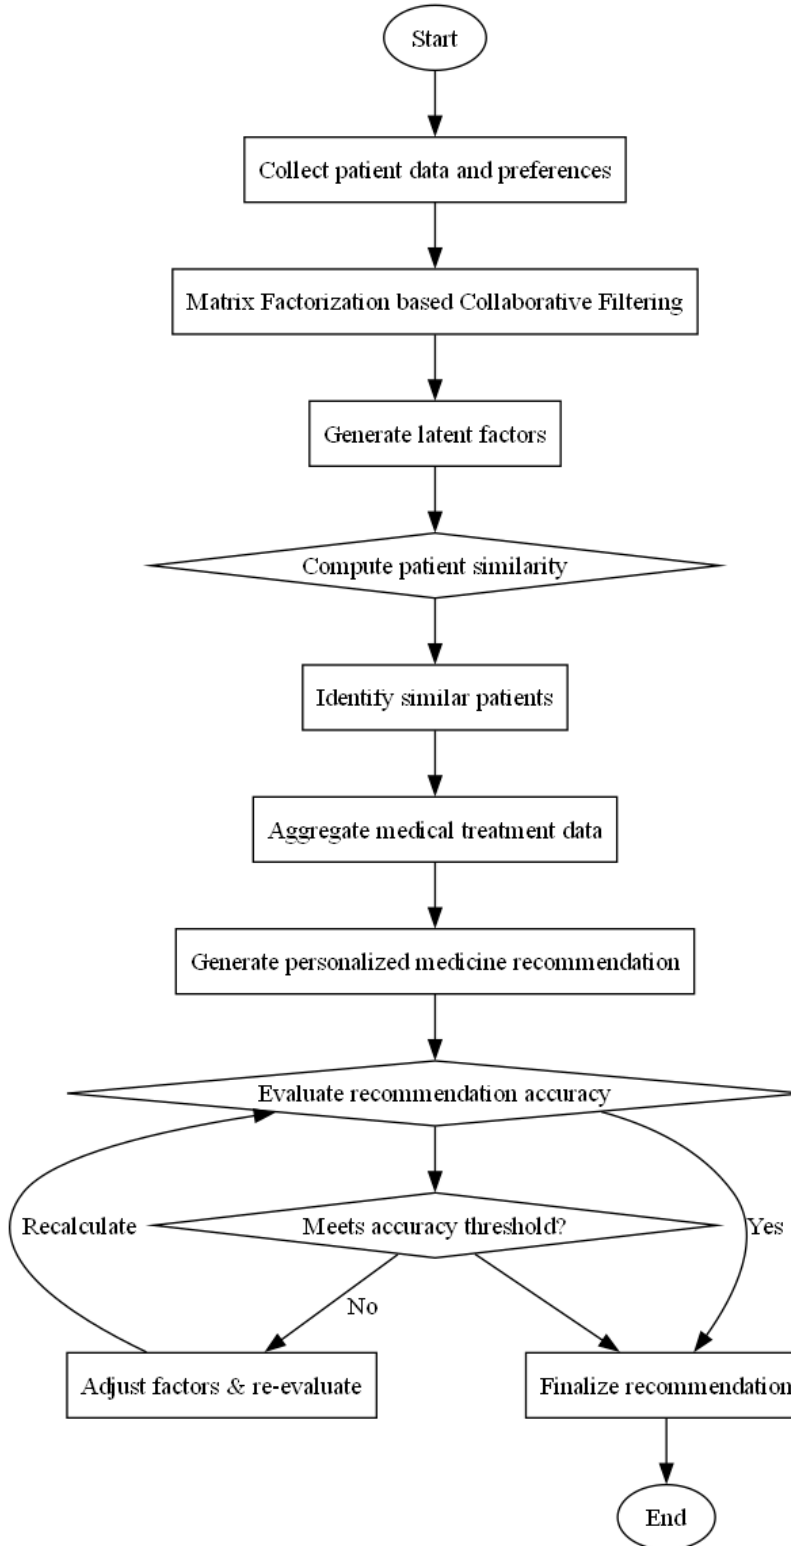 Start
Collect patient data and preferences
Matrix Factorization based Collaborative Filtering
Generate latent factors
Compute patient similarity
Identify similar patients
Aggregate medical treatment data
Generate personalized medicine recommendation
Evaluate recommendation accuracy
Recalculate
Meets accuracy threshold?
Yes
No
Adjust factors & re-evaluate
Finalize recommendation
End